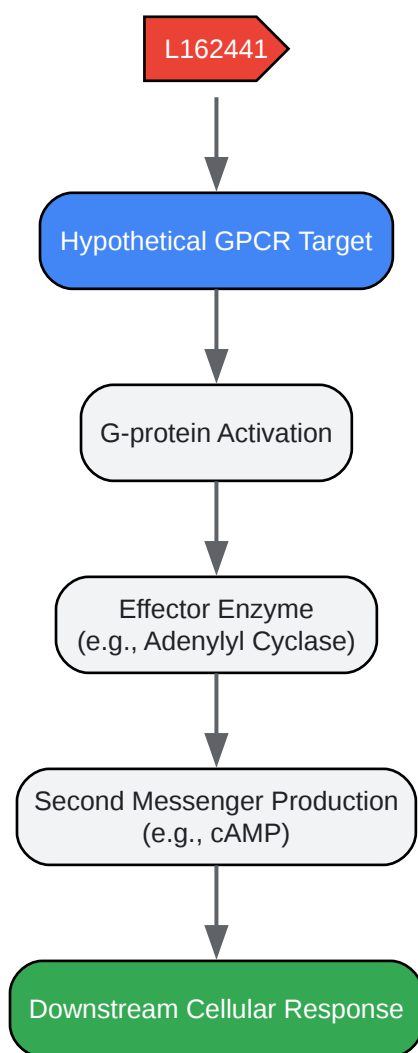 L162441
Hypothetical GPCR Target
G-protein Activation
Effector Enzyme
(e.g., Adenylyl Cyclase)
Second Messenger Production
(e.g., cAMP)
Downstream Cellular Response